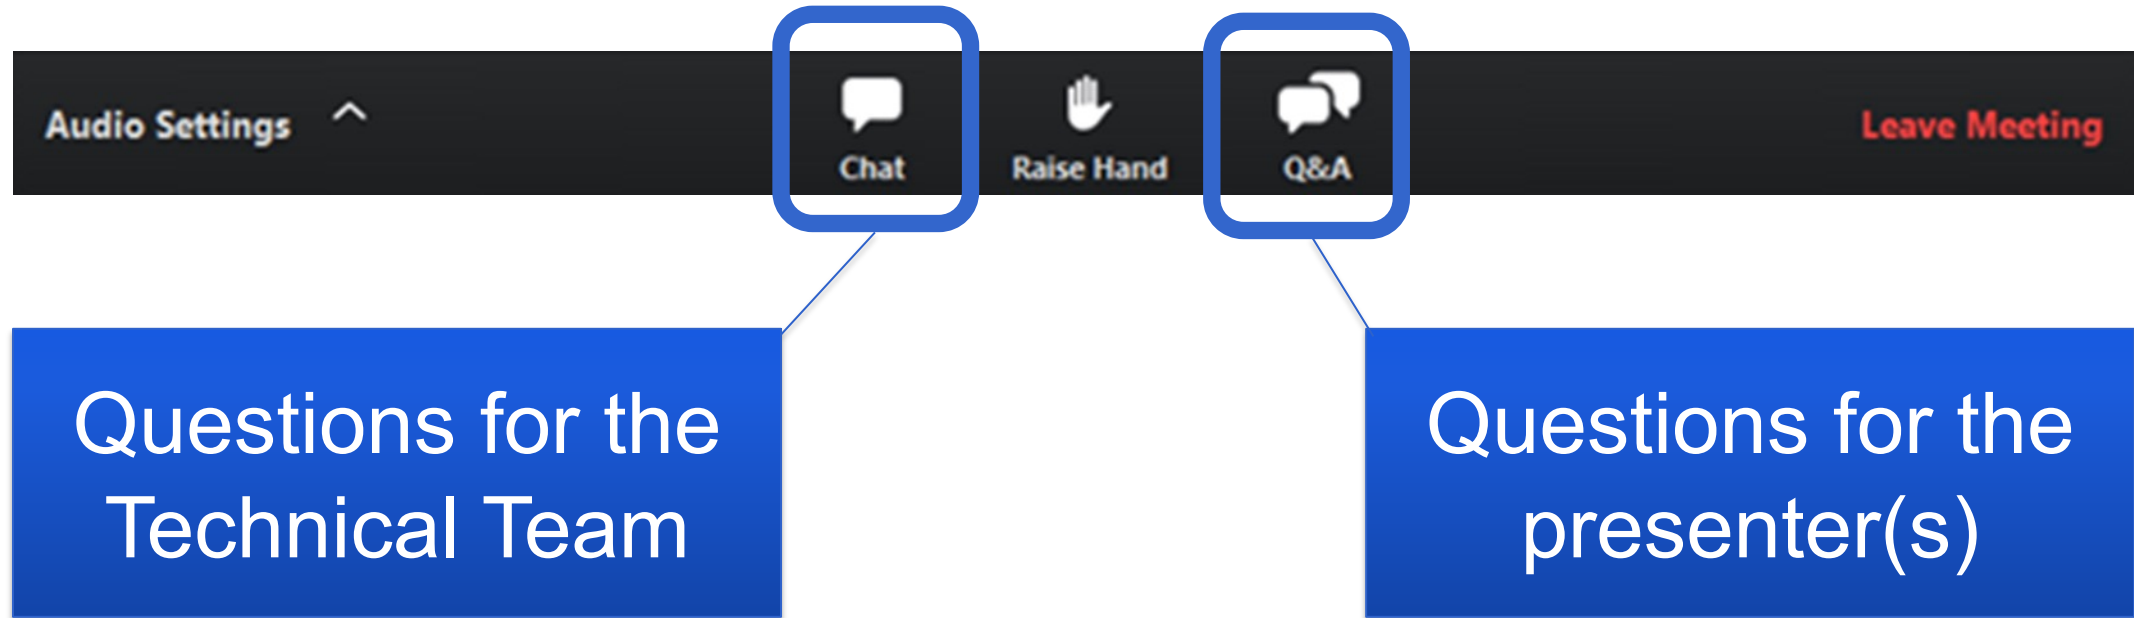 Audio Settings
Chat
Raise Hand
Q&A
Leave Meeting
Questions for the
Technical Team
Questions for the
presenter(s)